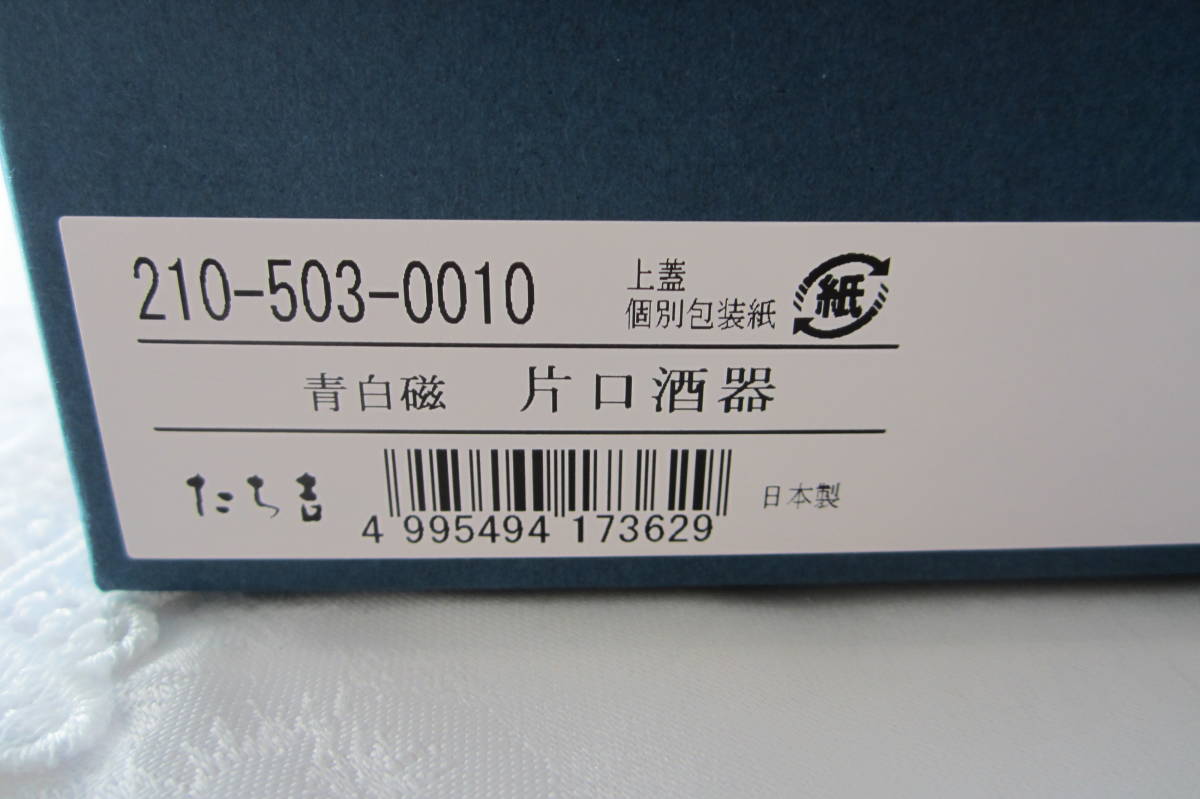 210-503-0010
上蓋
個別包装紙
紙
青白磁 片口酒器
たち吉
4 995494 173629
日本製